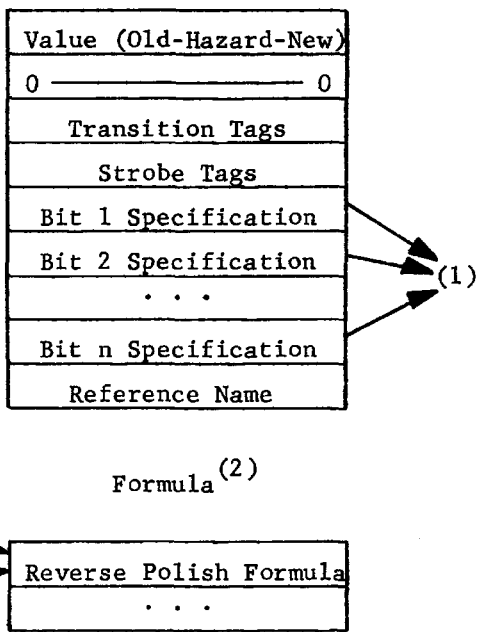 Value (Old-Hazard-New)
0 0
Transition Tags
Strobe Tags
Bit 1 Specification
Bit 2 Specification
(1)
. . .
Bit n Specification
Reference Name
Formula(2)
Reverse Polish Formula
. . .